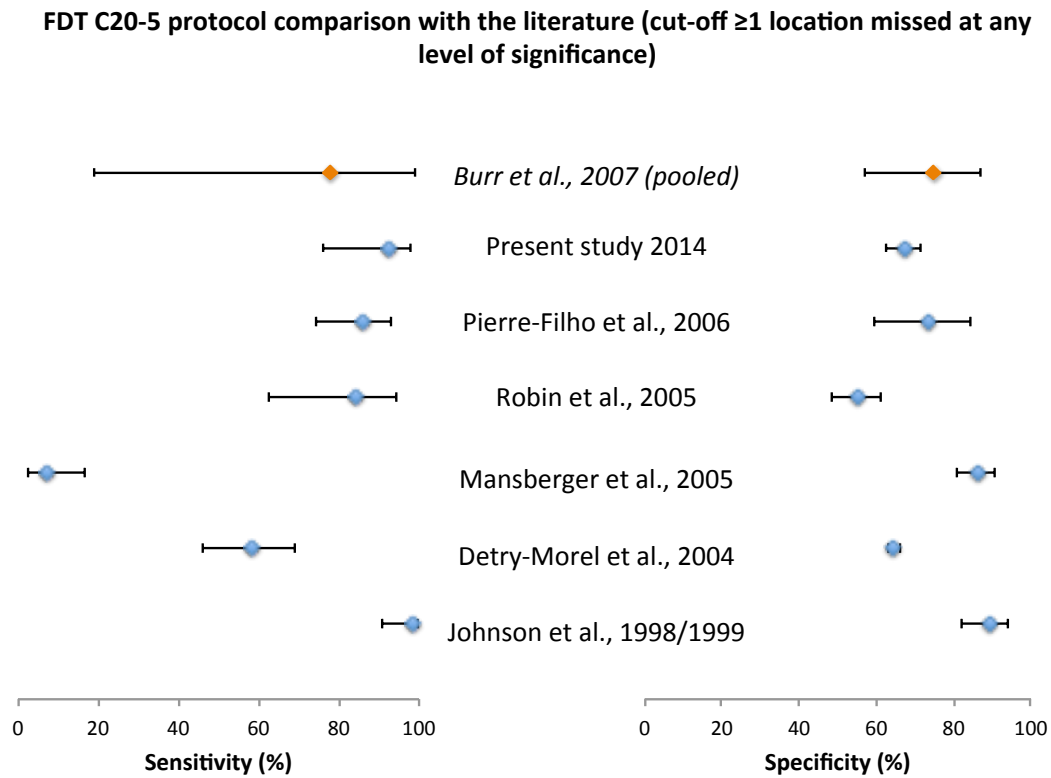 FDT C20-5 protocol comparison with the literature (cut-off ≥1 location missed at any
level of significance)
Burr et al., 2007 (pooled)
Present study 2014
Pierre-Filho et al., 2006
Robin et al., 2005
Mansberger et al., 2005
Detry-Morel et al., 2004
Johnson et al., 1998/1999
0 20 40 60 80 100
Sensitivity (%)
0 20 40 60 80 100
Specificity (%)